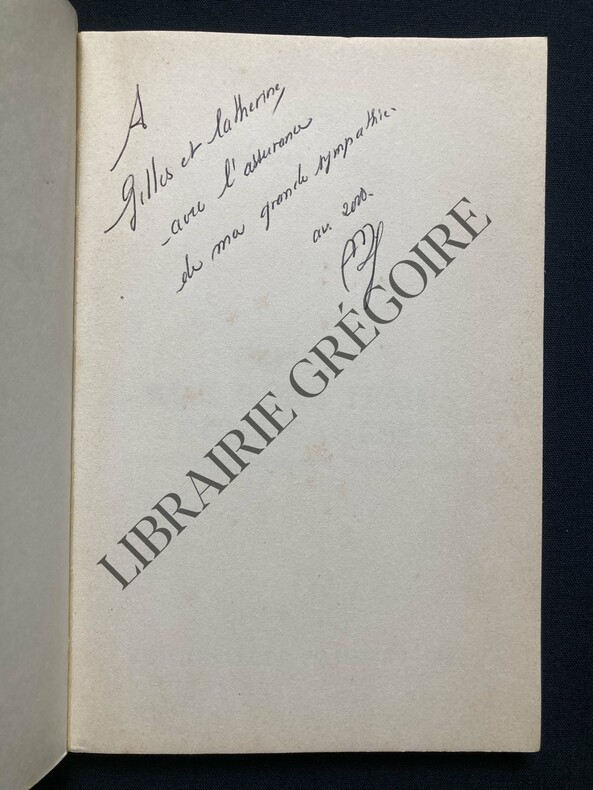 A
Gilles et Catherine,
avec l'assurance
de ma grande sympathie.
av. 2000.
LIBRAIRIE GRÉGOIRE